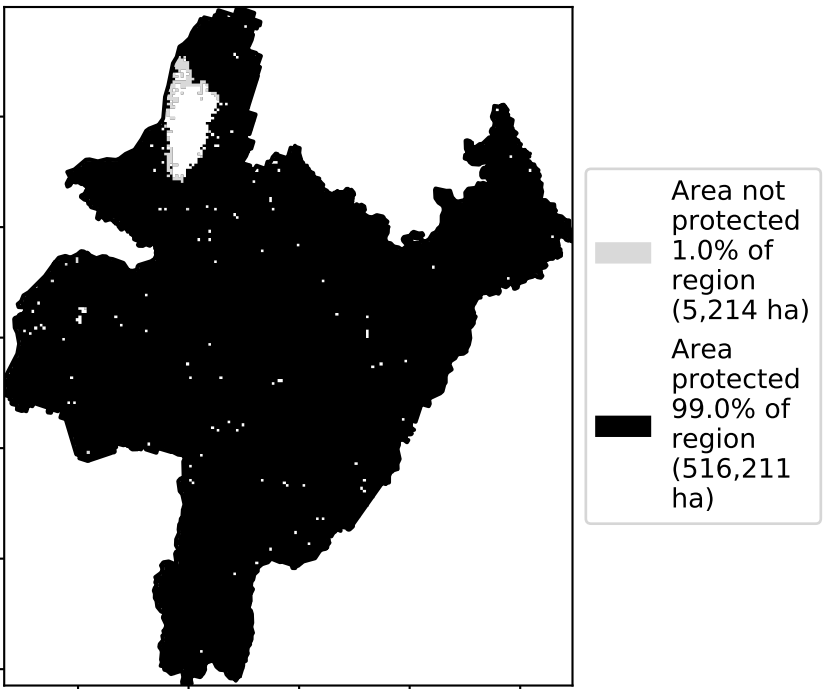 Area not
protected
1.0% of
region
(5,214 ha)
Area
protected
99.0% of
region
(516,211
ha)